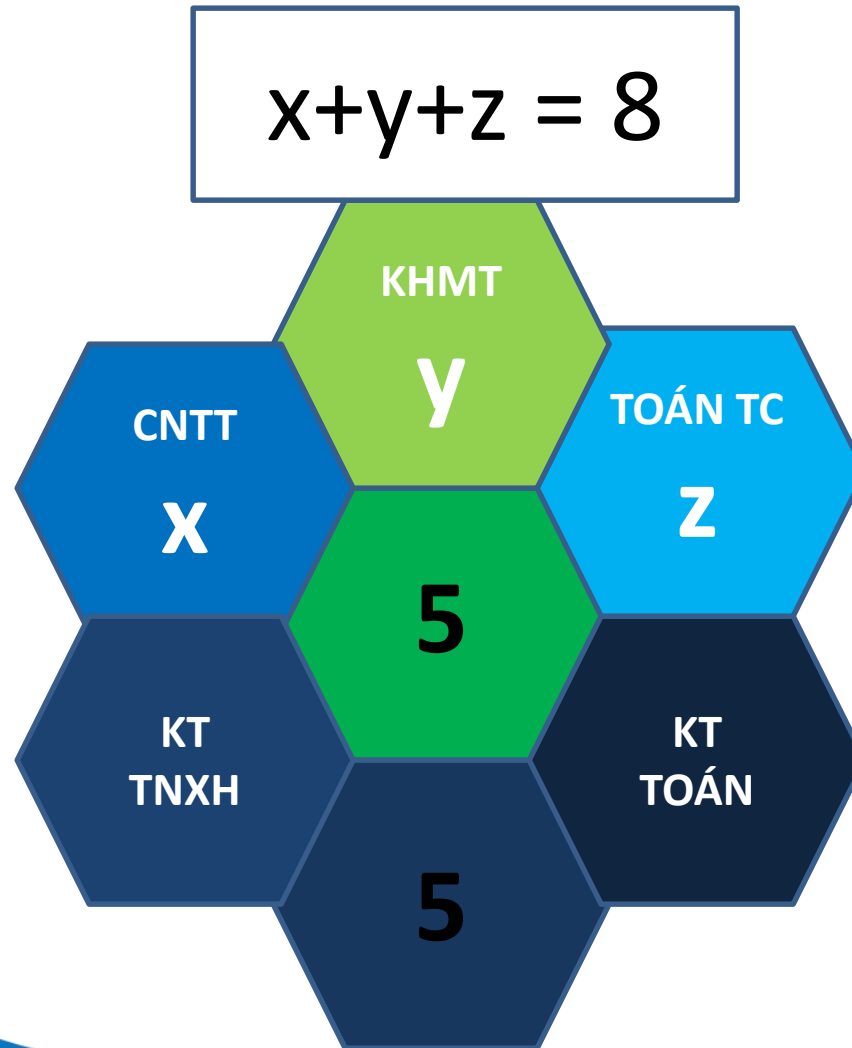 x+y+z = 8
KHMT
y
CNTT
x
TOÁN TC
z
5
KT
TNXH
KT
TOÁN
5